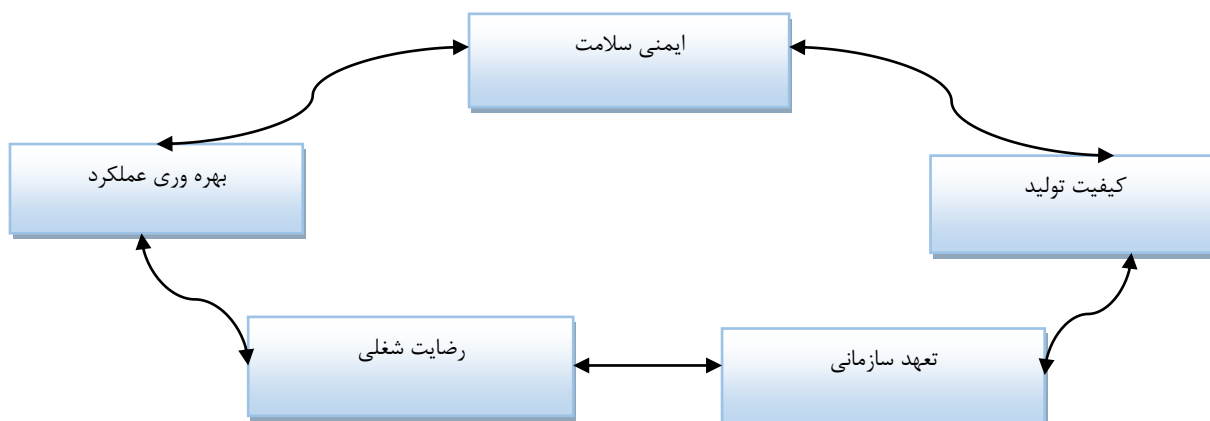 ایمنی سلامت
کیفیت تولید
بهره وری عملکرد
تعهد سازمانی
رضایت شغلی